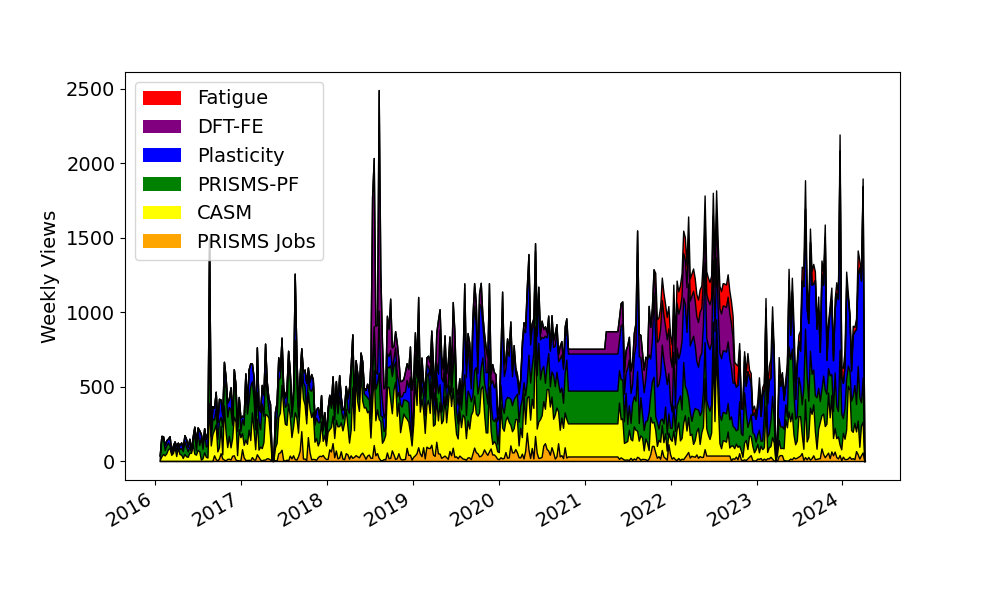 2500
2000
1500
1000
500
0
Weekly Views
Fatigue
DFT-FE
Plasticity
PRISMS-PF
CASM
PRISMS Jobs
2016
2017
2018
2019
2020
2021
2022
2023
2024